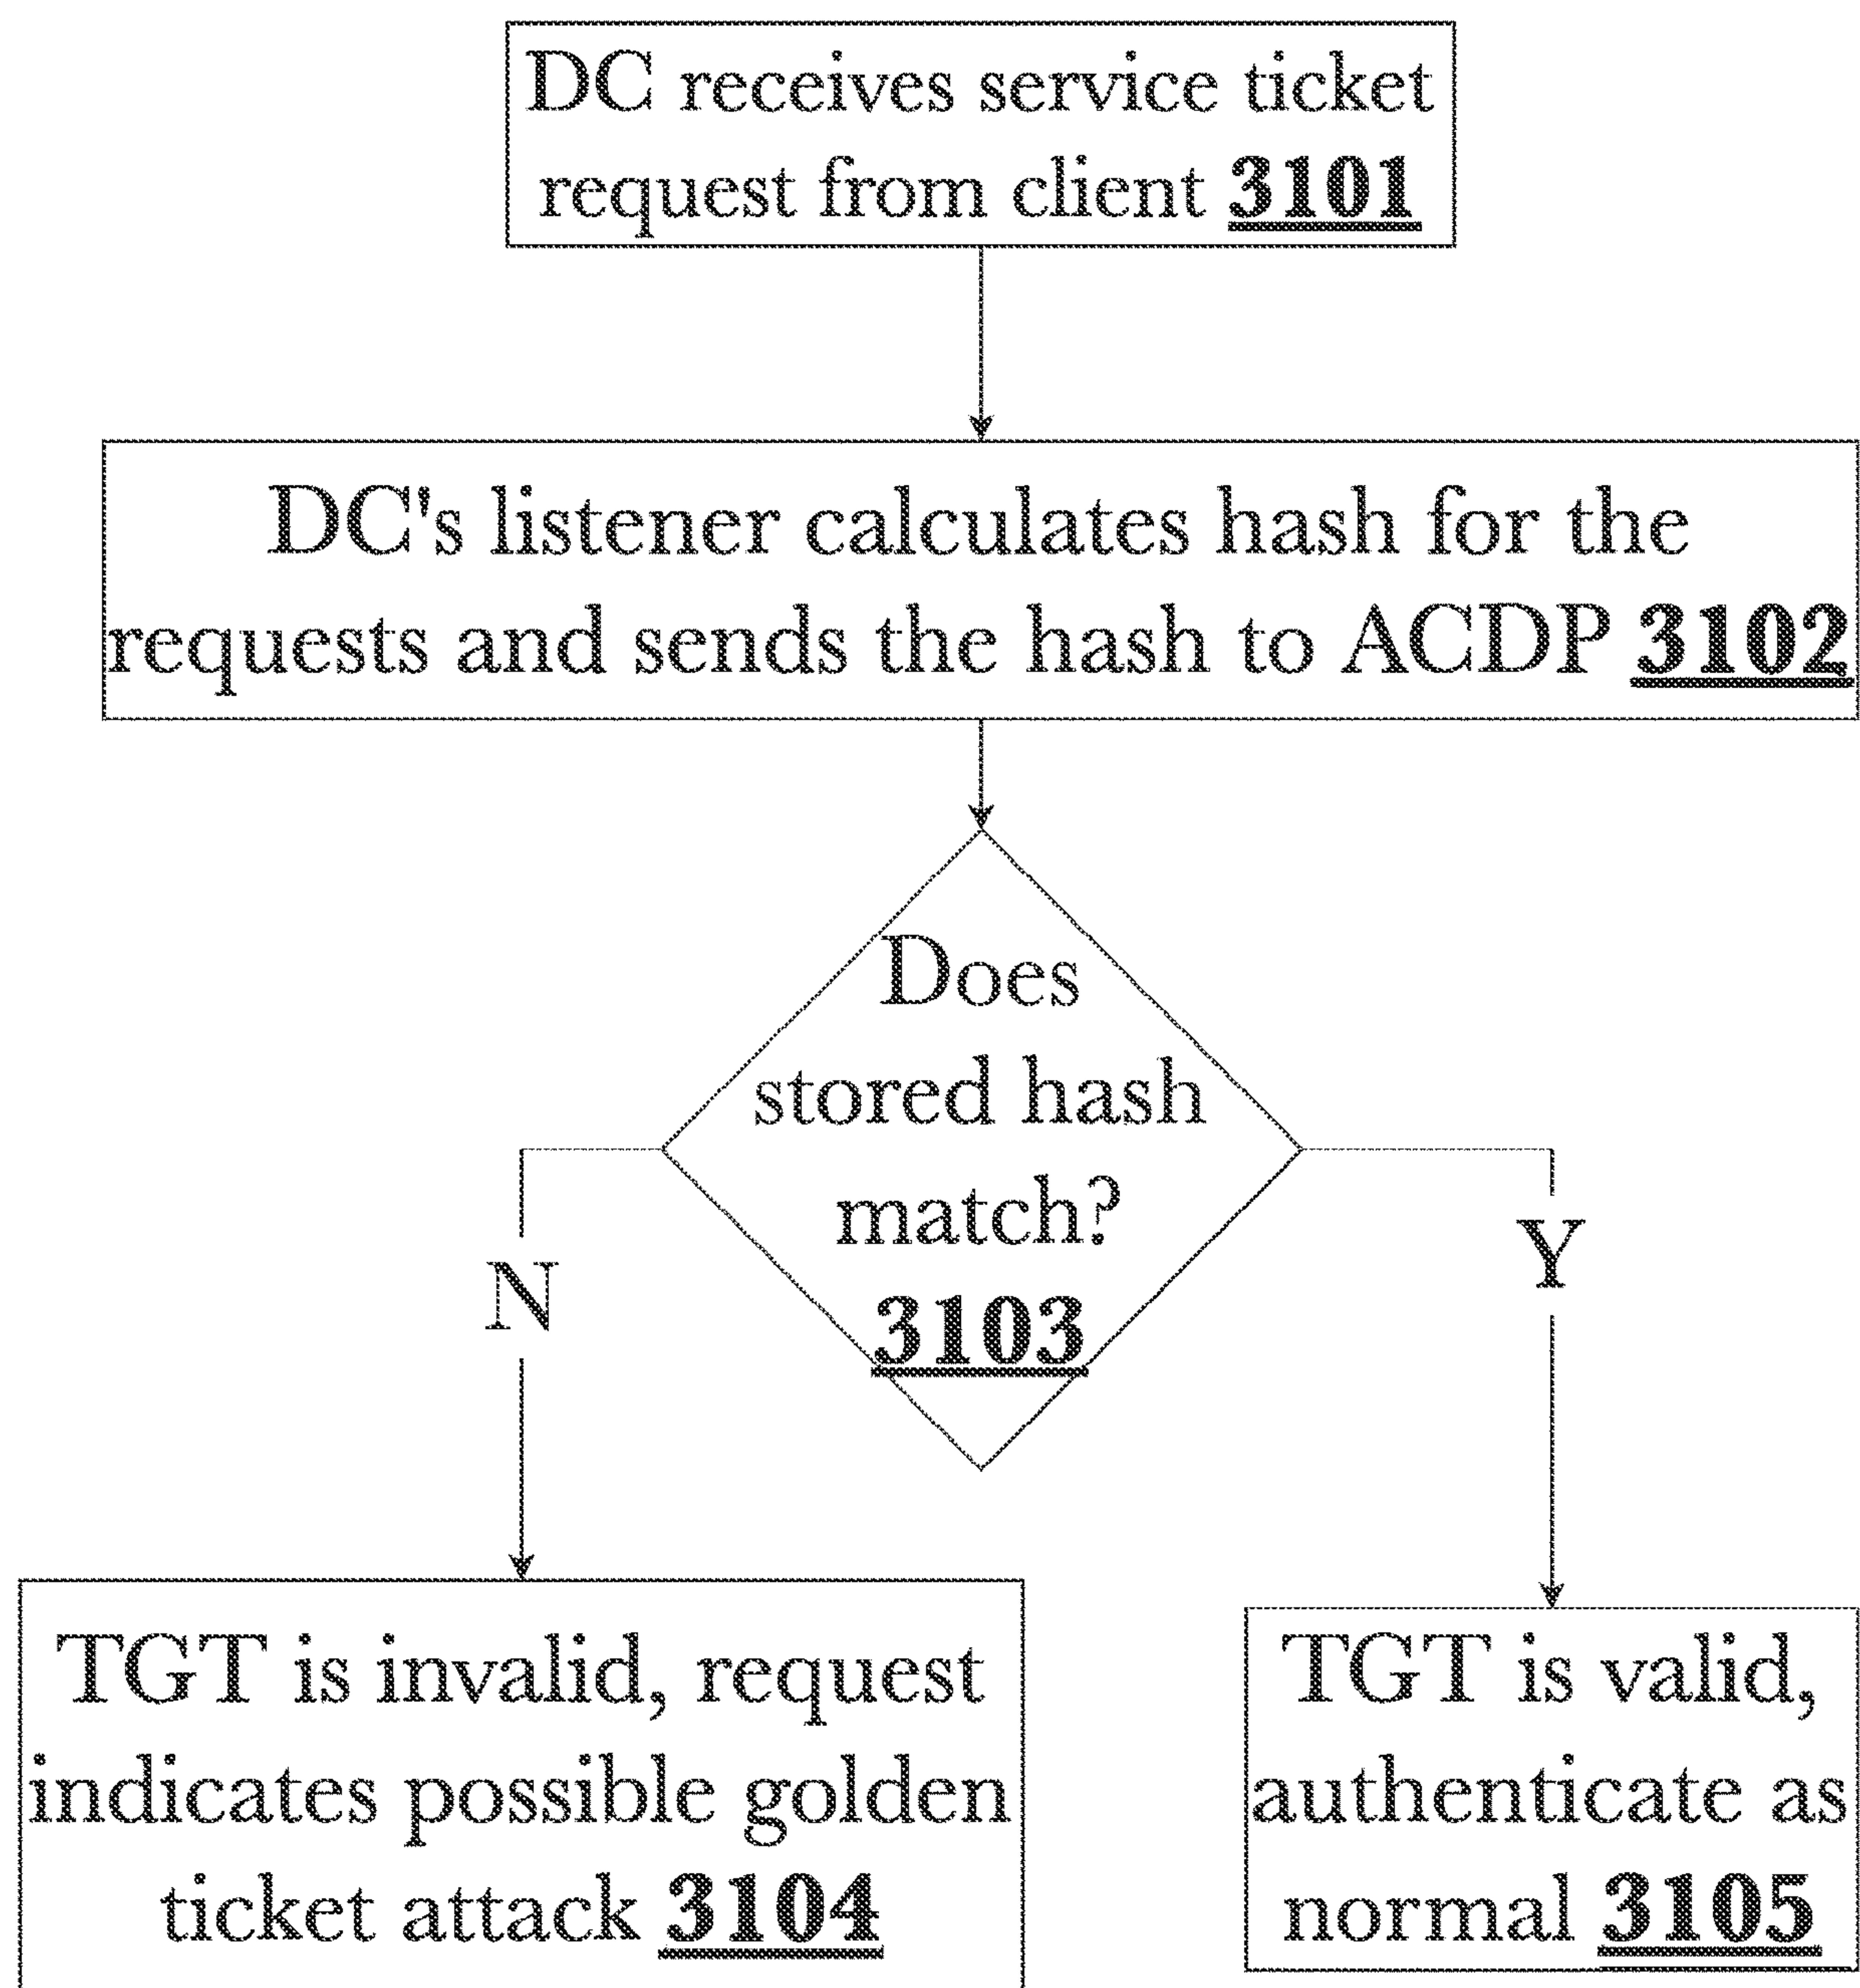 DC receives service ticket
request from client 3101
DC's listener calculates hash for the
requests and sends the hash to ACDP 3102
Does
stored hash
match?
3103
N
Y
TGT is invalid, request
indicates possible golden
ticket attack 3104
TGT is valid,
authenticate as
normal 3105